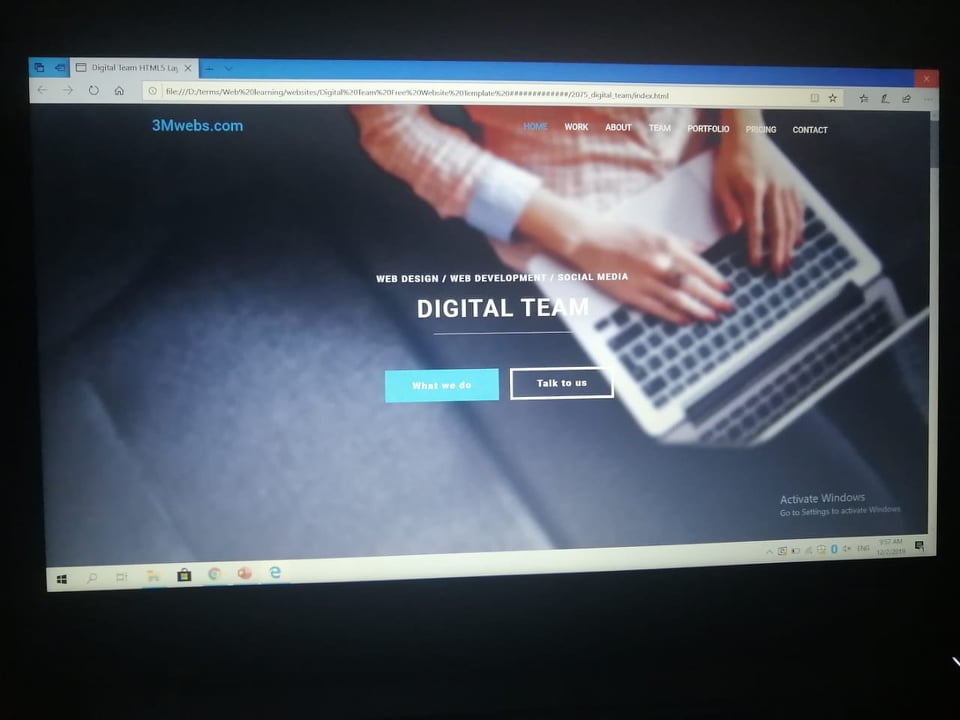 Digital Team HTML5 Lay
file:///D:/terms/Web%20learning/websites/Digital%20Team%20Free%20Website%20Template%20#############/2075_digital_team/index.html
3Mwebs.com
HOME WORK ABOUT TEAM PORTFOLIO PRICING CONTACT
WEB DESIGN / WEB DEVELOPMENT / SOCIAL MEDIA
DIGITAL TEAM
What we do Talk to us
Activate Windows
Go to Settings to activate Windows
ENG
9:57 AM
12/7/2019